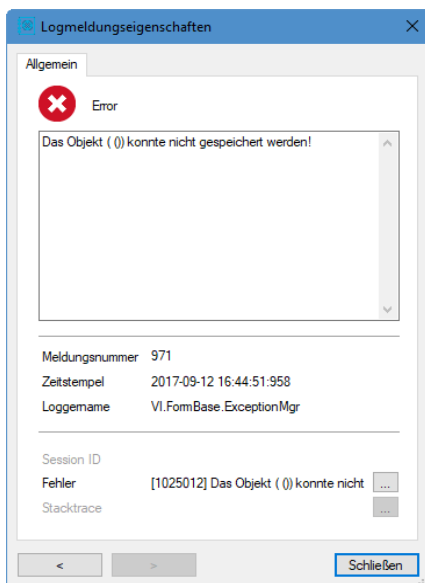 Logmeldungseigenschaften
Allgemein
Error
Das Objekt ( ()) konnte nicht gespeichert werden!
Meldungsnummer 971
Zeitstempel 2017-09-12 16:44:51:958
Loggername VI.FormBase.ExceptionMgr
Session ID
Fehler [1025012] Das Objekt ( ()) konnte nicht ...
Stacktrace ...
< > Schließen